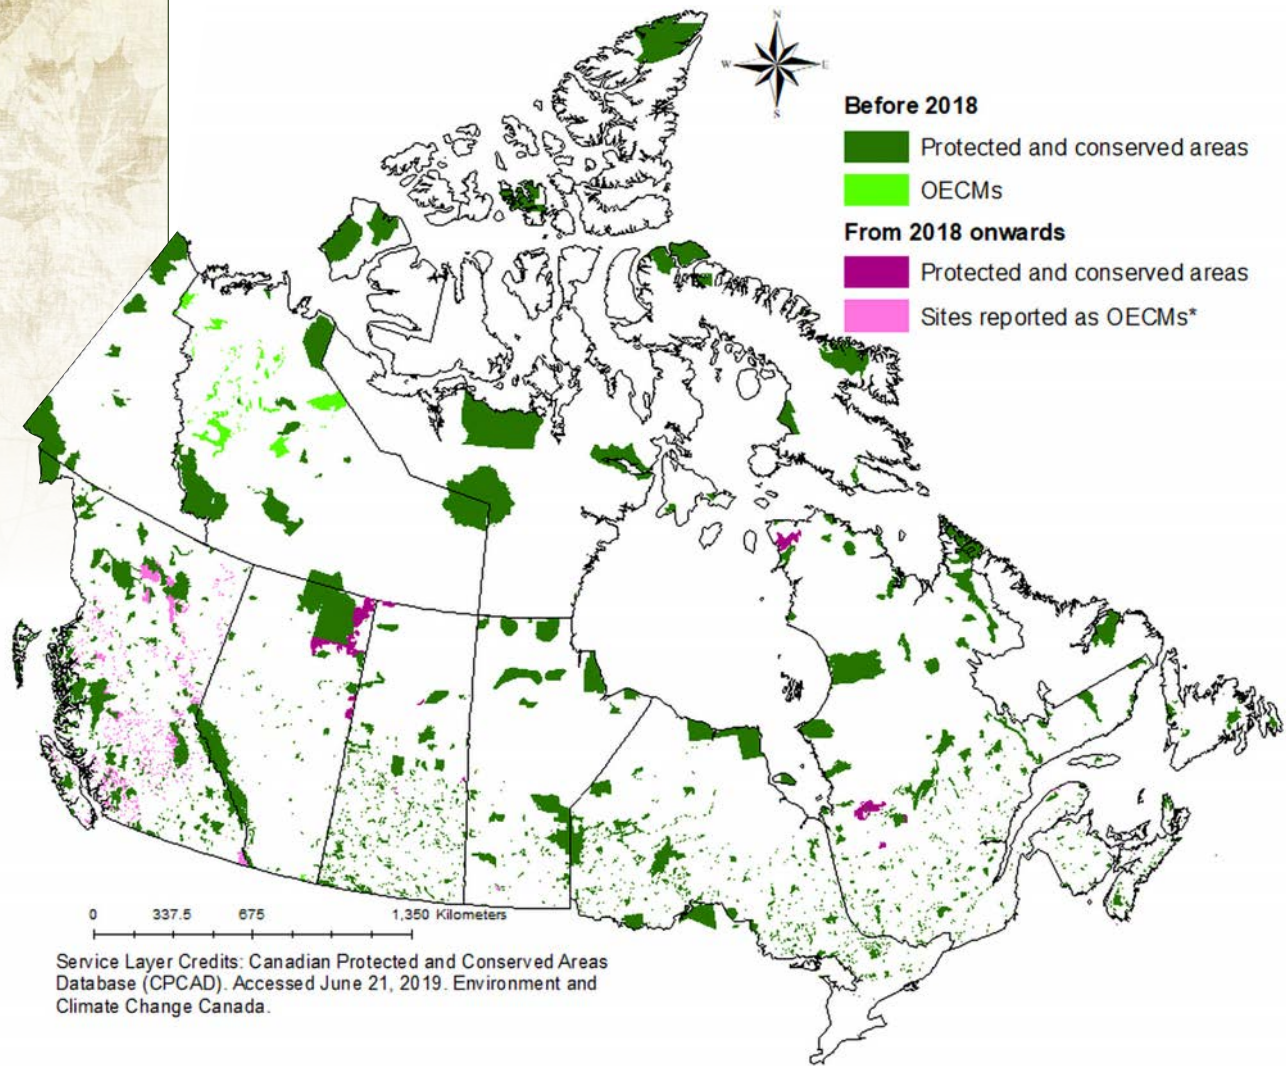 N
W
E
S
Before 2018
Protected and conserved areas
OECMs
From 2018 onwards
Protected and conserved areas
Sites reported as OECMs*
0 337.5 675 1,350 Kilometers
Service Layer Credits: Canadian Protected and Conserved Areas
Database (CPCAD). Accessed June 21, 2019. Environment and
Climate Change Canada.